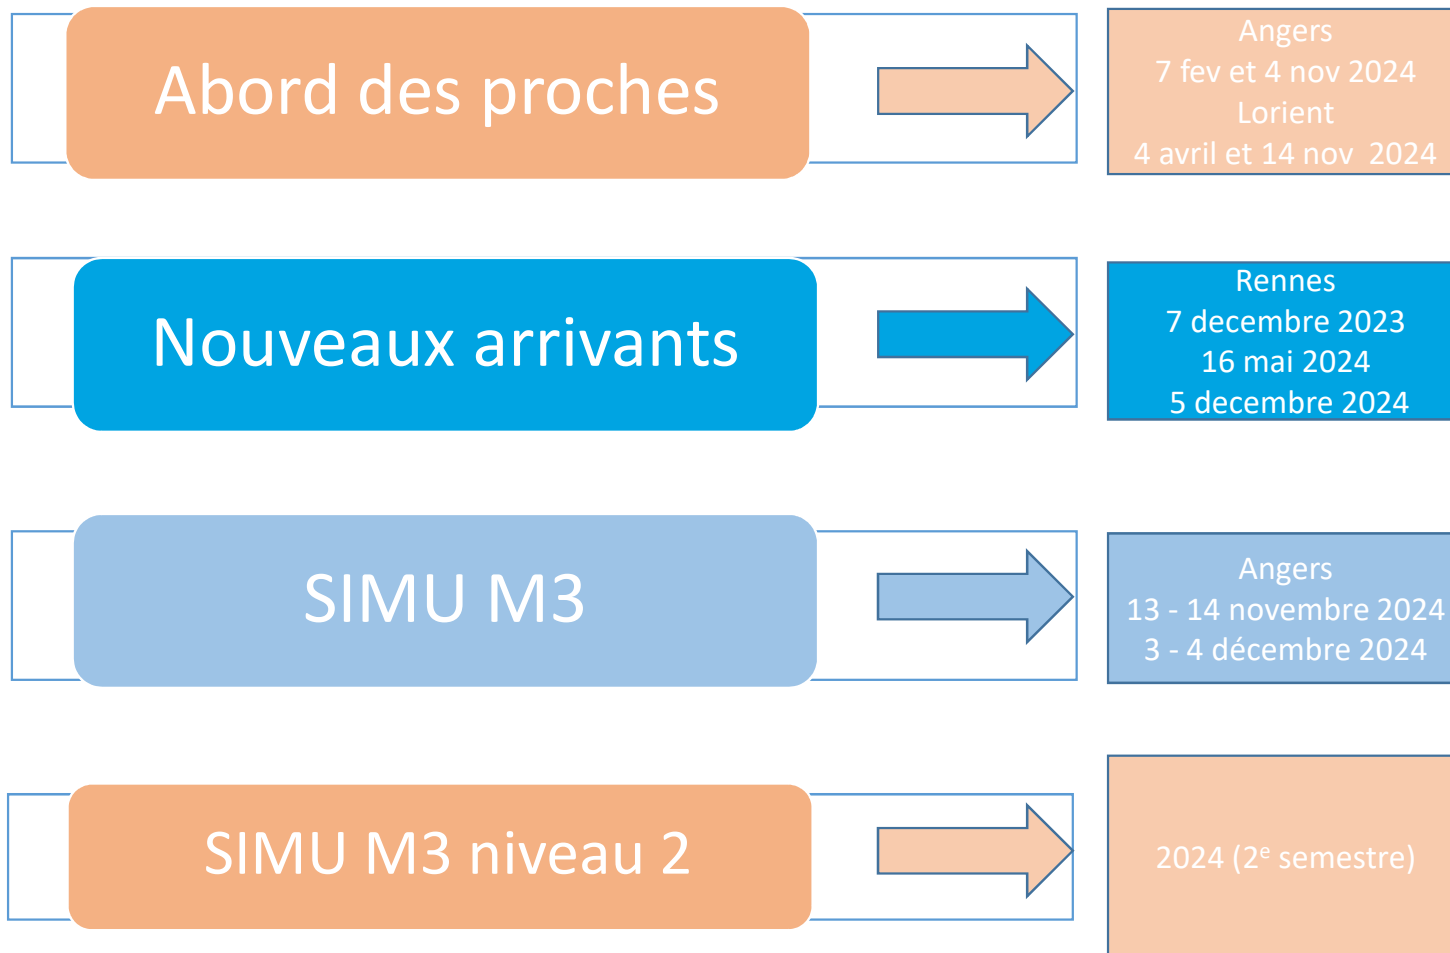 Abord des proches
Angers
7 fev et 4 nov 2024
Lorient
4 avril et 14 nov  2024
Nouveaux arrivants
Rennes
7 decembre 2023
16 mai 2024
5 decembre 2024
SIMU M3
Angers
13 - 14 novembre 2024
3 - 4 décembre 2024
SIMU M3 niveau 2
2024 (2e semestre)